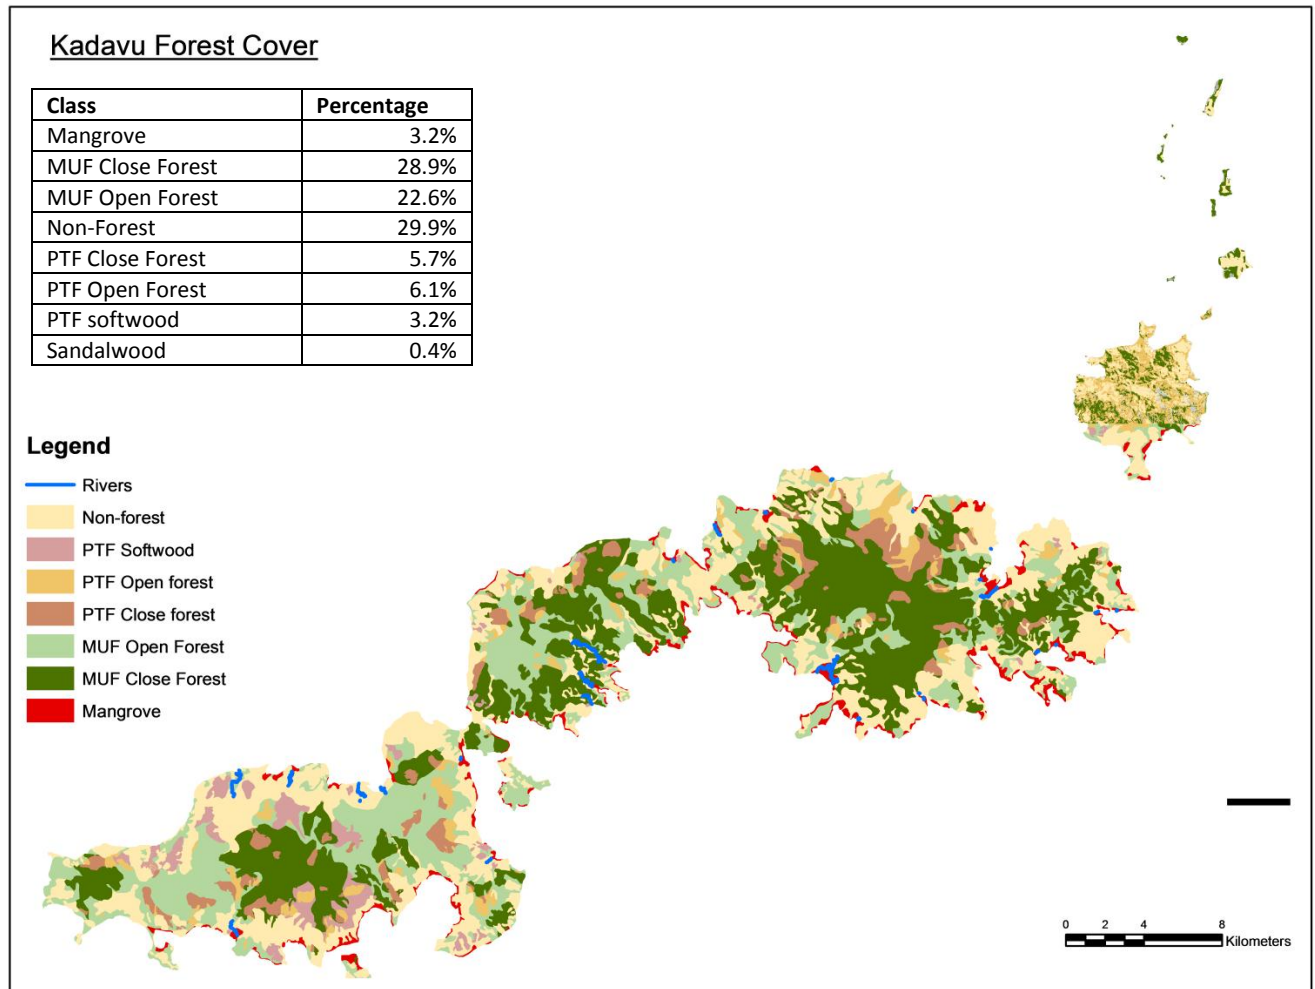 Kadavu Forest Cover
Class Percentage
Mangrove 3.2%
MUF Close Forest 28.9%
MUF Open Forest 22.6%
Non-Forest 29.9%
PTF Close Forest 5.7%
PTF Open Forest 6.1%
PTF softwood 3.2%
Sandalwood 0.4%
Legend
Rivers
Non-forest
PTF Softwood
PTF Open forest
PTF Close forest
MUF Open Forest
MUF Close Forest
Mangrove
0 2 4 8
Kilometers